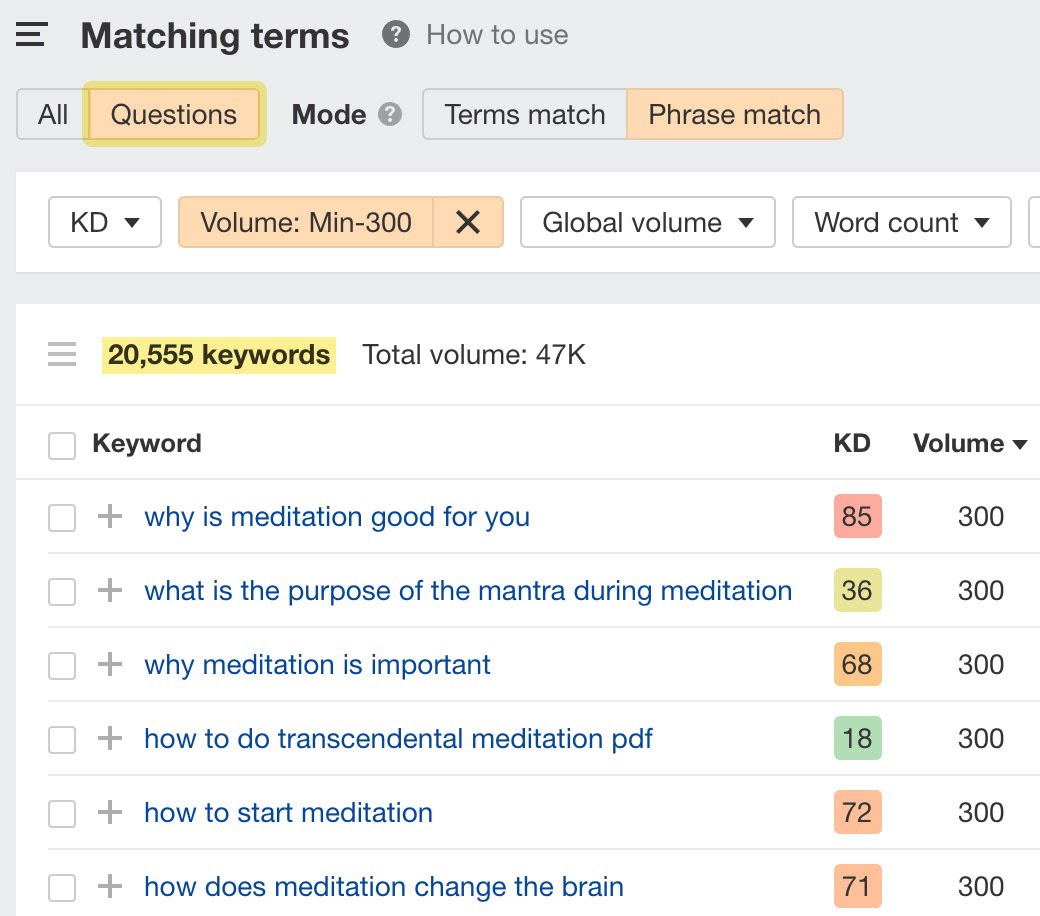 Matching terms ? How to use
All Questions Mode ? Terms match Phrase match
KD Volume: Min-300 Global volume Word count
20,555 keywords Total volume: 47K
Keyword KD Volume
why is meditation good for you 85 300
what is the purpose of the mantra during meditation 36 300
why meditation is important 68 300
how to do transcendental meditation pdf 18 300
how to start meditation 72 300
how does meditation change the brain 71 300